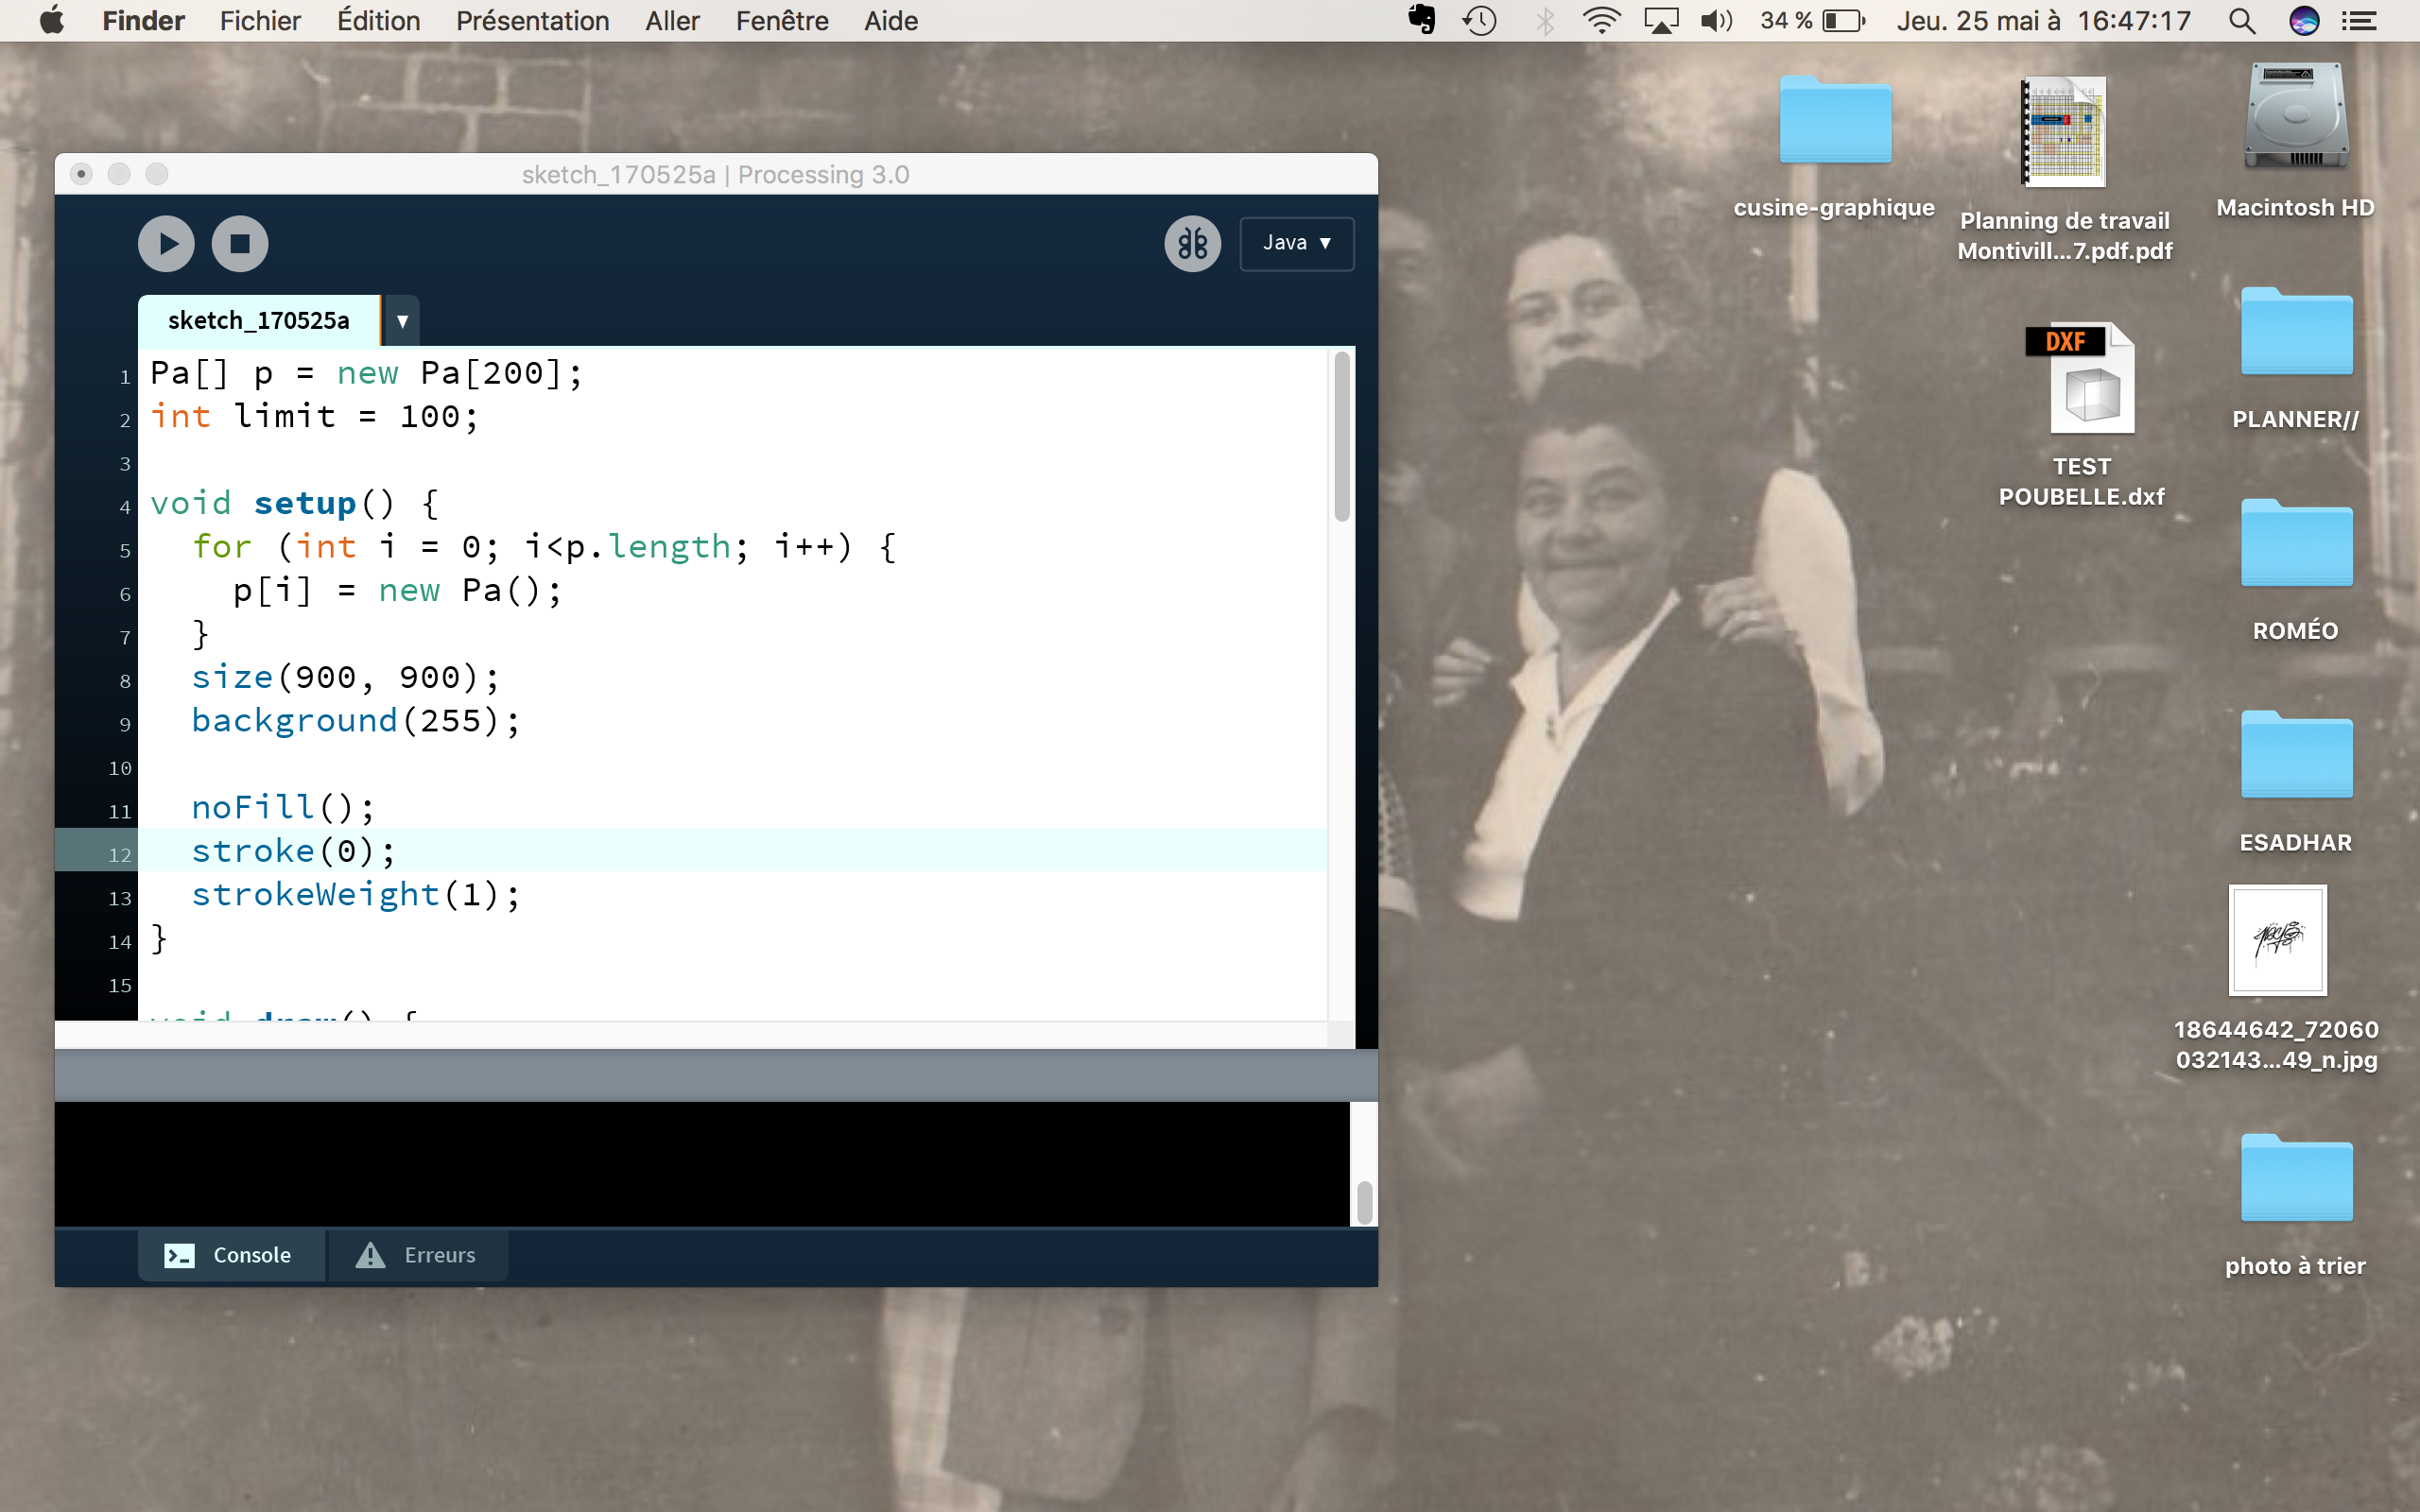 Finder Fichier Édition Présentation Aller Fenêtre Aide 34 % Jeu. 25 mai à 16:47:17
sketch_170525a | Processing 3.0
Java ▼
sketch_170525a ▼
1 Pa[] p = new Pa[200];
2 int limit = 100;
3
4 void setup() {
5 for (int i = 0; i<p.length; i++) {
6 p[i] = new Pa();
7 }
8 size(900, 900);
9 background(255);
10
11 noFill();
12 stroke(0);
13 strokeWeight(1);
14 }
15
void draw() {
Console Erreurs
cusine-graphique
Planning de travail
Montivill...7.pdf.pdf
Macintosh HD
DXF
TEST
POUBELLE.dxf
PLANNER//
ROMÉO
ESADHAR
18644642_72060
032143...49_n.jpg
photo à trier